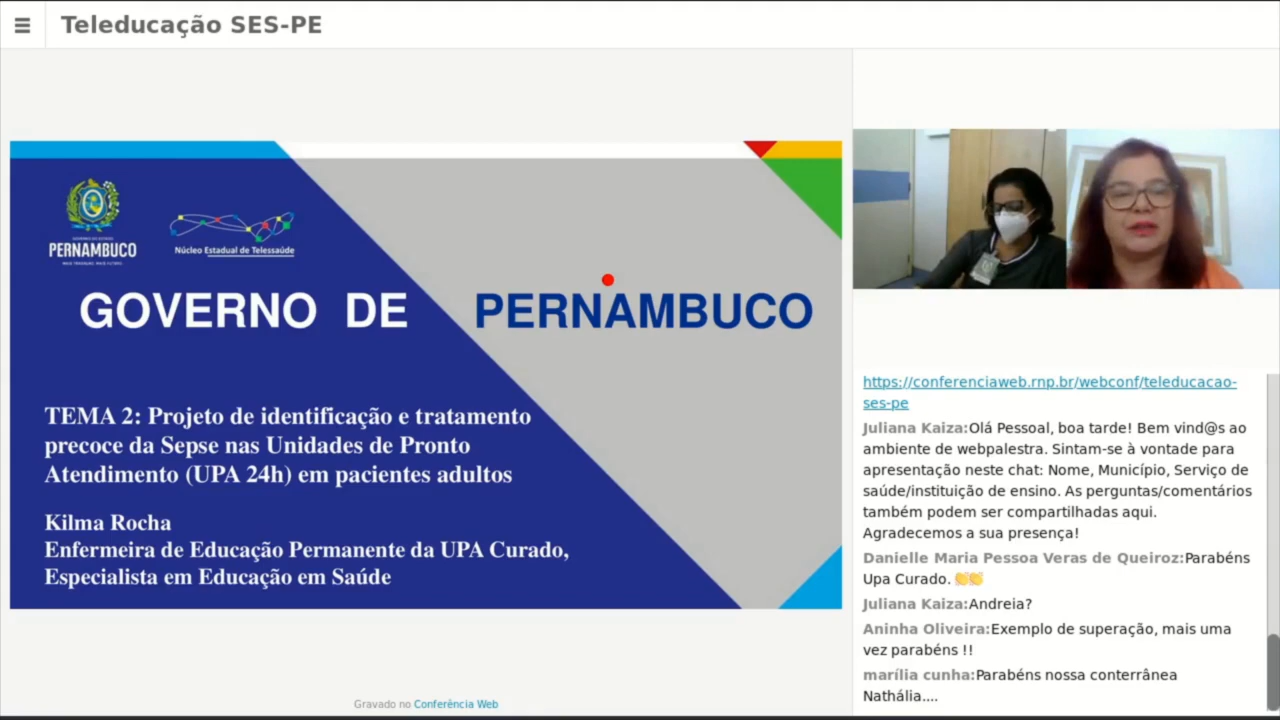 Teleducação SES-PE
PERNAMBUCO
Núcleo Estadual de Telessaúde
GOVERNO DE PERNAMBUCO
TEMA 2: Projeto de identificação e tratamento
precoce da Sepse nas Unidades de Pronto
Atendimento (UPA 24h) em pacientes adultos
Kilma Rocha
Enfermeira de Educação Permanente da UPA Curado,
Especialista em Educação em Saúde
Gravado no Conferência Web
https://conferenciaweb.rnp.br/webconf/teleducacao-
ses-pe
Juliana Kaiza:Olá Pessoal, boa tarde! Bem vind@s ao
ambiente de webpalestra. Sintam-se à vontade para
apresentação neste chat: Nome, Município, Serviço de
saúde/instituição de ensino. As perguntas/comentários
também podem ser compartilhadas aqui.
Agradecemos a sua presença!
Danielle Maria Pessoa Veras de Queiroz:Parabéns
Upa Curado. 👏👏
Juliana Kaiza:Andreia?
Aninha Oliveira:Exemplo de superação, mais uma
vez parabéns !!
marília cunha:Parabéns nossa conterrânea
Nathália....